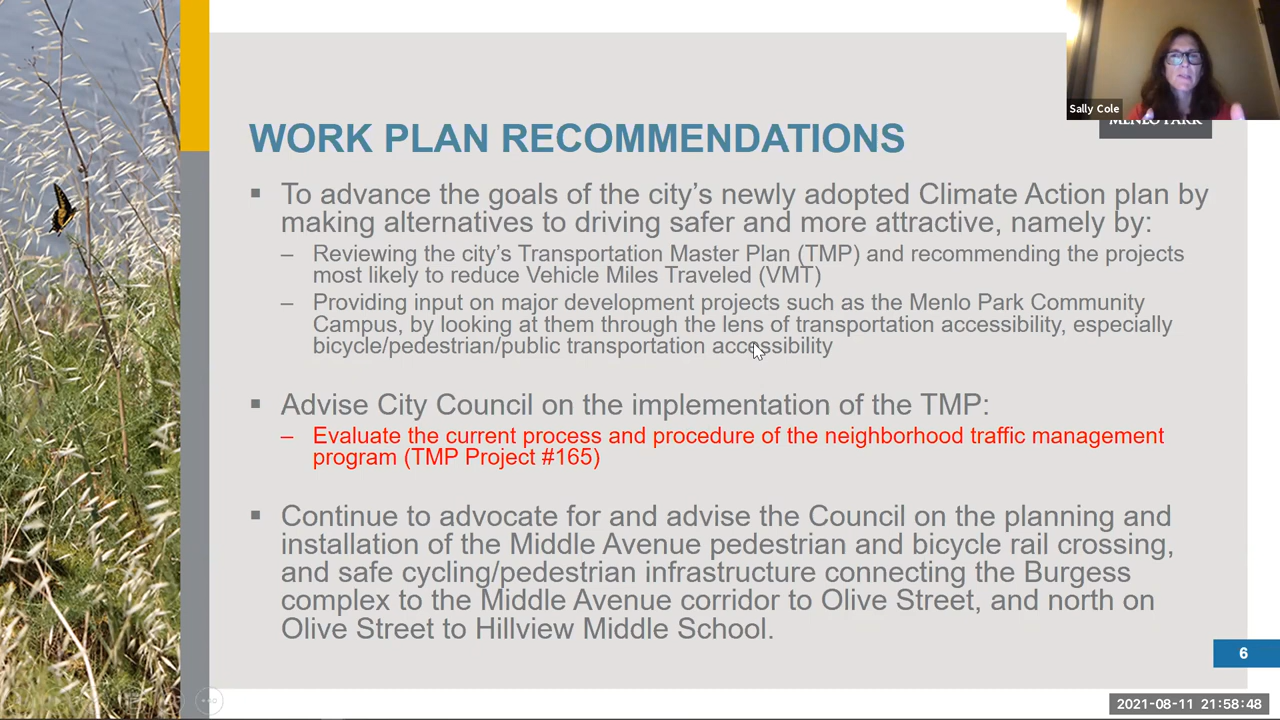 Sally Cole
MENLO PARK
WORK PLAN RECOMMENDATIONS
▪ To advance the goals of the city’s newly adopted Climate Action plan by
making alternatives to driving safer and more attractive, namely by:
– Reviewing the city’s Transportation Master Plan (TMP) and recommending the projects
most likely to reduce Vehicle Miles Traveled (VMT)
– Providing input on major development projects such as the Menlo Park Community
Campus, by looking at them through the lens of transportation accessibility, especially
bicycle/pedestrian/public transportation accessibility
▪ Advise City Council on the implementation of the TMP:
– Evaluate the current process and procedure of the neighborhood traffic management
program (TMP Project #165)
▪ Continue to advocate for and advise the Council on the planning and
installation of the Middle Avenue pedestrian and bicycle rail crossing,
and safe cycling/pedestrian infrastructure connecting the Burgess
complex to the Middle Avenue corridor to Olive Street, and north on
Olive Street to Hillview Middle School.
6
2021-08-11 21:58:48